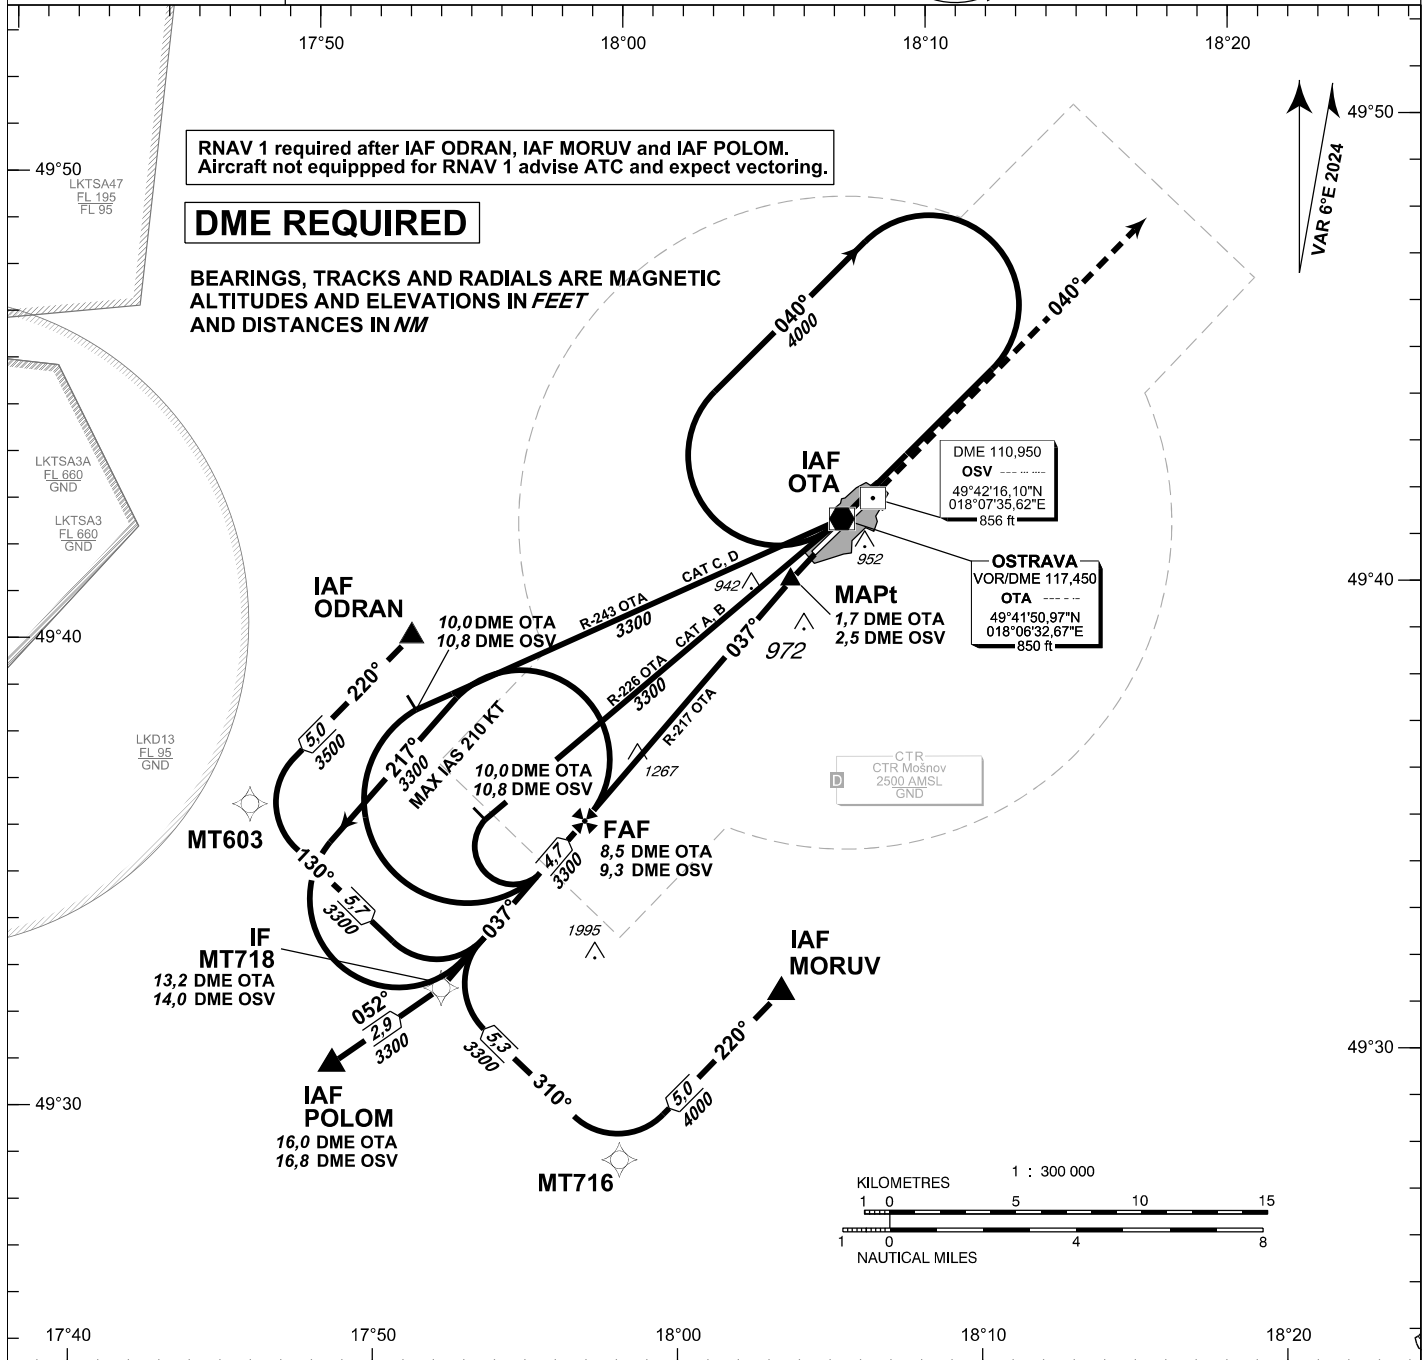 17°50
18°00
18°10
18°20
49°50
49°50
VAR 6°E 2024
RNAV 1 required after IAF ODRAN, IAF MORUV and IAF POLOM.
Aircraft not equippped for RNAV 1 advise ATC and expect vectoring.
LKTSA47
FL 195
FL 95
DME REQUIRED
BEARINGS, TRACKS AND RADIALS ARE MAGNETIC
ALTITUDES AND ELEVATIONS IN FEET
AND DISTANCES IN NM
040°
4000
040°
LKTSA3A
FL 660
GND
LKTSA3
FL 660
GND
IAF
OTA
DME 110,950
OSV
49°42'16,10"N
018°07'35,62"E
856 ft
OSTRAVA
VOR/DME 117,450
OTA
49°41'50,97"N
018°06'32,67"E
850 ft
952
942
CAT C, D
R-243 OTA
3300
CAT A, B
R-226 OTA
3300
037°
R-217 OTA
MAPt
1,7 DME OTA
2,5 DME OSV
972
49°40
49°40
IAF
ODRAN
10,0 DME OTA
10,8 DME OSV
220°
5,0
3500
217°
3300
MAX IAS 210 KT
10,0 DME OTA
10,8 DME OSV
1267
LKD13
FL 95
GND
CTR
CTR Mošnov
2500 AMSL
GND
D
MT603
FAF
8,5 DME OTA
9,3 DME OSV
4,7
3300
130°
5,7
3300
037°
1995
IF
MT718
13,2 DME OTA
14,0 DME OSV
IAF
MORUV
052°
2,9
3300
5,3
3300
220°
310°
5,0
4000
49°30
49°30
IAF
POLOM
16,0 DME OTA
16,8 DME OSV
MT716
1 : 300 000
KILOMETRES
1 0 5 10 15
1 0 4 8
NAUTICAL MILES
17°40
17°50
18°00
18°10
18°20